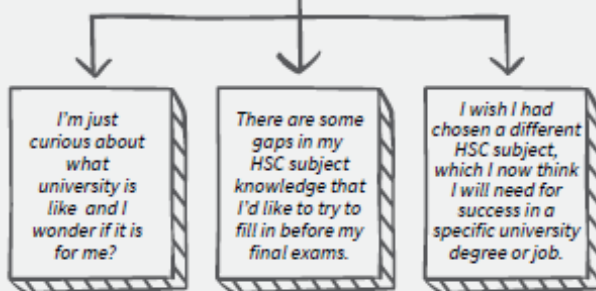 I'm just
curious about
what
university is
like and I
wonder if it is
for me?
There are some
gaps in my
HSC subject
knowledge that
I'd like to try to
fill in before my
final exams.
I wish I had
chosen a different
HSC subject,
which I now think
I will need for
success in a
specific university
degree or job.